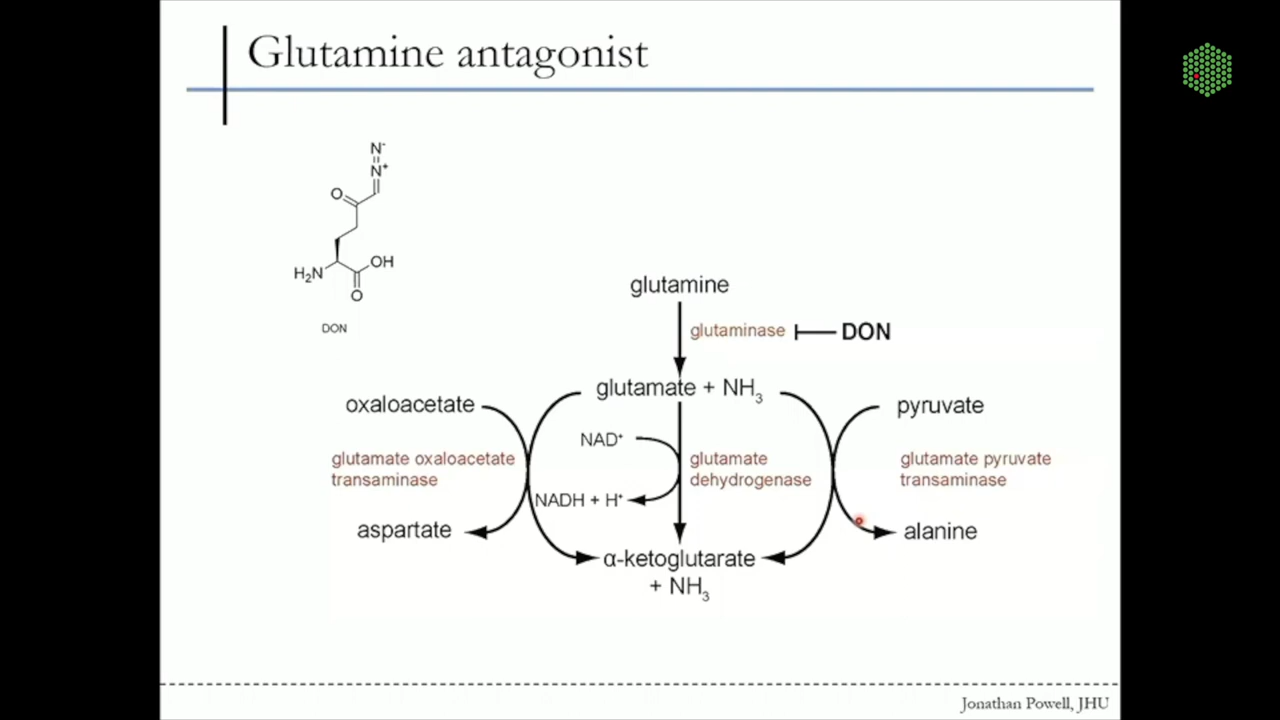 Glutamine antagonist
N-
N+
O
H2N
OH
O
DON
glutamine
glutaminase
DON
glutamate + NH3
oxaloacetate
pyruvate
NAD+
glutamate oxaloacetate
transaminase
glutamate
dehydrogenase
glutamate pyruvate
transaminase
NADH + H+
aspartate
alanine
α-ketoglutarate
+ NH3
Jonathan Powell, JHU